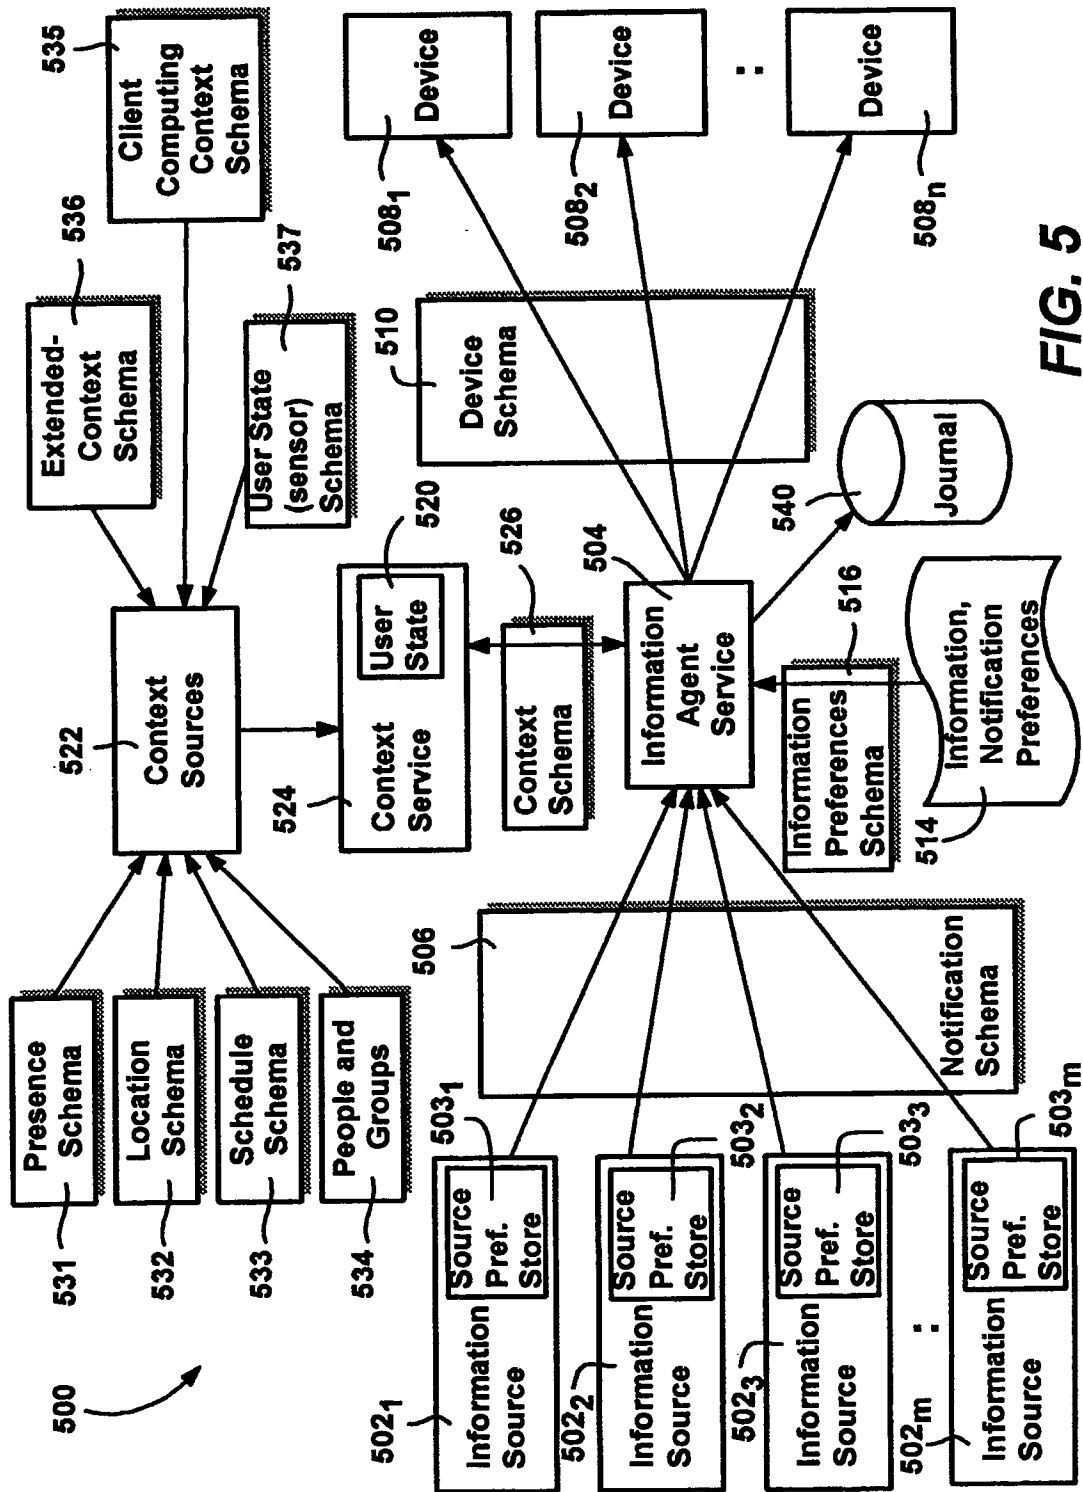 500
531
Presence
Schema
532
Location
Schema
533
Schedule
Schema
534
People and
Groups
522
Context
Sources
Extended-
Context
Schema
536
Client
Computing
Context
Schema
535
User State
(sensor)
Schema
537
524
Context
Service
User
State
520
Context
Schema
526
502₁
Information
Source
Source
Pref.
Store
503₁
502₂
Information
Source
Source
Pref.
Store
503₂
502₃
Information
Source
Source
Pref.
Store
503₃
:
502m
Information
Source
Source
Pref.
Store
503m
506
Notification
Schema
Information
Agent
Service
504
Information
Preferences
Schema
516
514
Information,
Notification
Preferences
540
Journal
510
Device
Schema
508₁
Device
508₂
Device
:
508n
Device
FIG. 5